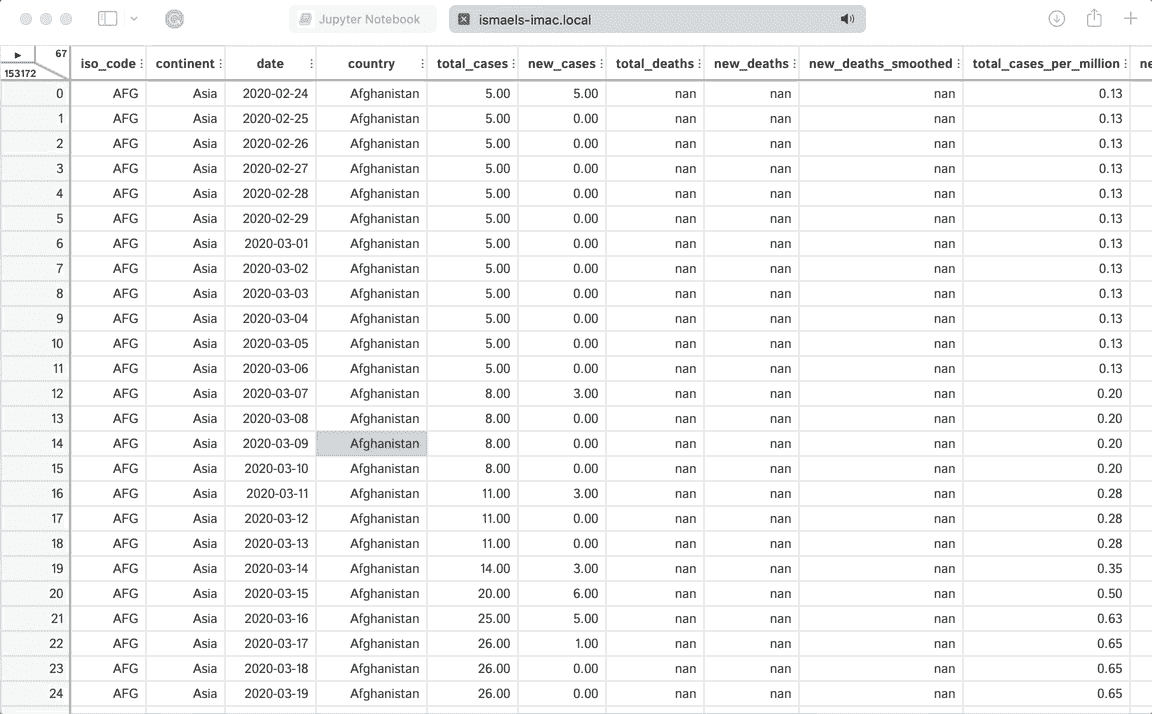 Jupyter Notebook ismaels-imac.local
▶ 67
153172
iso_code continent date country total_cases new_cases total_deaths new_deaths new_deaths_smoothed total_cases_per_million ne
0 AFG Asia 2020-02-24 Afghanistan 5.00 5.00 nan nan nan 0.13
1 AFG Asia 2020-02-25 Afghanistan 5.00 0.00 nan nan nan 0.13
2 AFG Asia 2020-02-26 Afghanistan 5.00 0.00 nan nan nan 0.13
3 AFG Asia 2020-02-27 Afghanistan 5.00 0.00 nan nan nan 0.13
4 AFG Asia 2020-02-28 Afghanistan 5.00 0.00 nan nan nan 0.13
5 AFG Asia 2020-02-29 Afghanistan 5.00 0.00 nan nan nan 0.13
6 AFG Asia 2020-03-01 Afghanistan 5.00 0.00 nan nan nan 0.13
7 AFG Asia 2020-03-02 Afghanistan 5.00 0.00 nan nan nan 0.13
8 AFG Asia 2020-03-03 Afghanistan 5.00 0.00 nan nan nan 0.13
9 AFG Asia 2020-03-04 Afghanistan 5.00 0.00 nan nan nan 0.13
10 AFG Asia 2020-03-05 Afghanistan 5.00 0.00 nan nan nan 0.13
11 AFG Asia 2020-03-06 Afghanistan 5.00 0.00 nan nan nan 0.13
12 AFG Asia 2020-03-07 Afghanistan 8.00 3.00 nan nan nan 0.20
13 AFG Asia 2020-03-08 Afghanistan 8.00 0.00 nan nan nan 0.20
14 AFG Asia 2020-03-09 Afghanistan 8.00 0.00 nan nan nan 0.20
15 AFG Asia 2020-03-10 Afghanistan 8.00 0.00 nan nan nan 0.20
16 AFG Asia 2020-03-11 Afghanistan 11.00 3.00 nan nan nan 0.28
17 AFG Asia 2020-03-12 Afghanistan 11.00 0.00 nan nan nan 0.28
18 AFG Asia 2020-03-13 Afghanistan 11.00 0.00 nan nan nan 0.28
19 AFG Asia 2020-03-14 Afghanistan 14.00 3.00 nan nan nan 0.35
20 AFG Asia 2020-03-15 Afghanistan 20.00 6.00 nan nan nan 0.50
21 AFG Asia 2020-03-16 Afghanistan 25.00 5.00 nan nan nan 0.63
22 AFG Asia 2020-03-17 Afghanistan 26.00 1.00 nan nan nan 0.65
23 AFG Asia 2020-03-18 Afghanistan 26.00 0.00 nan nan nan 0.65
24 AFG Asia 2020-03-19 Afghanistan 26.00 0.00 nan nan nan 0.65